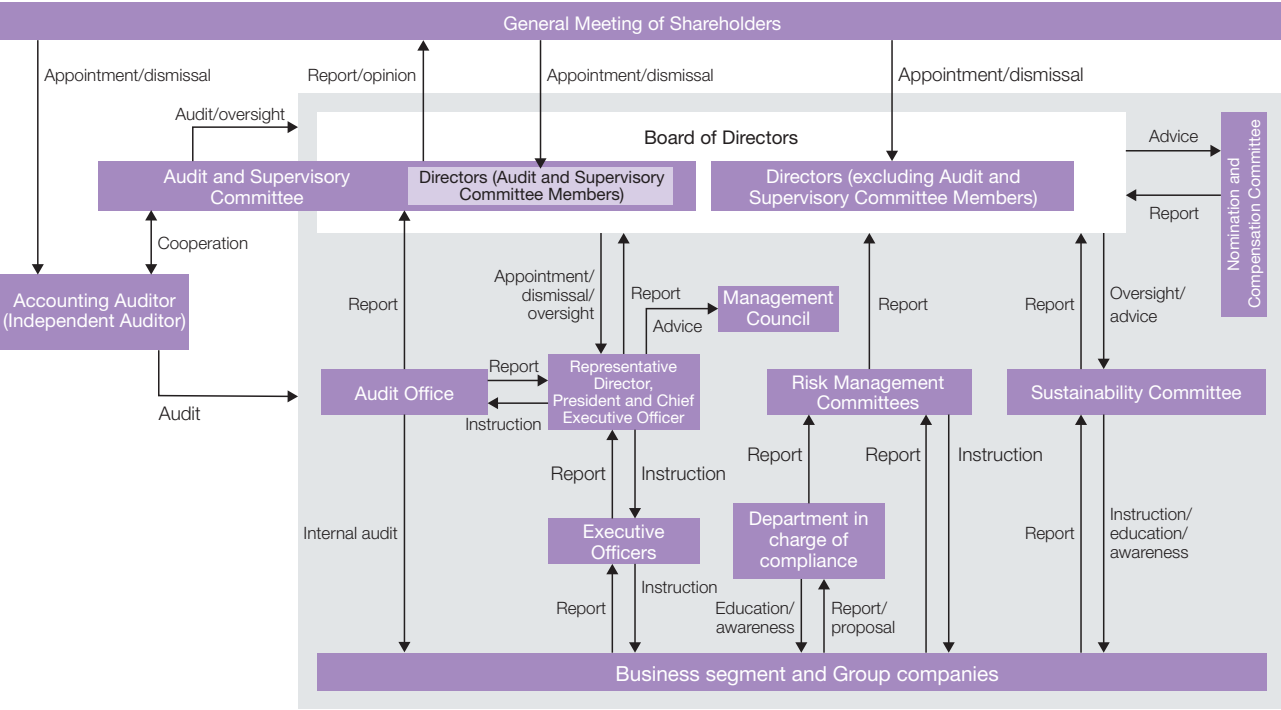 General Meeting of Shareholders
Appointment/dismissal
Report/opinion
Appointment/dismissal
Appointment/dismissal
Audit/oversight
Board of Directors
Advice
Report
Nomination and
Compensation Committee
Audit and Supervisory
Committee
Directors (Audit and Supervisory
Committee Members)
Directors (excluding Audit and
Supervisory Committee Members)
Cooperation
Accounting Auditor
(Independent Auditor)
Audit
Report
Appointment/
dismissal/
oversight
Report
Advice
Management
Council
Report
Report
Oversight/
advice
Audit Office
Report
Instruction
Representative
Director,
President and Chief
Executive Officer
Risk Management
Committees
Sustainability Committee
Report
Instruction
Report
Report
Instruction
Internal audit
Executive
Officers
Department in
charge of
compliance
Report
Instruction/
education/
awareness
Report
Instruction
Education/
awareness
Report/
proposal
Business segment and Group companies